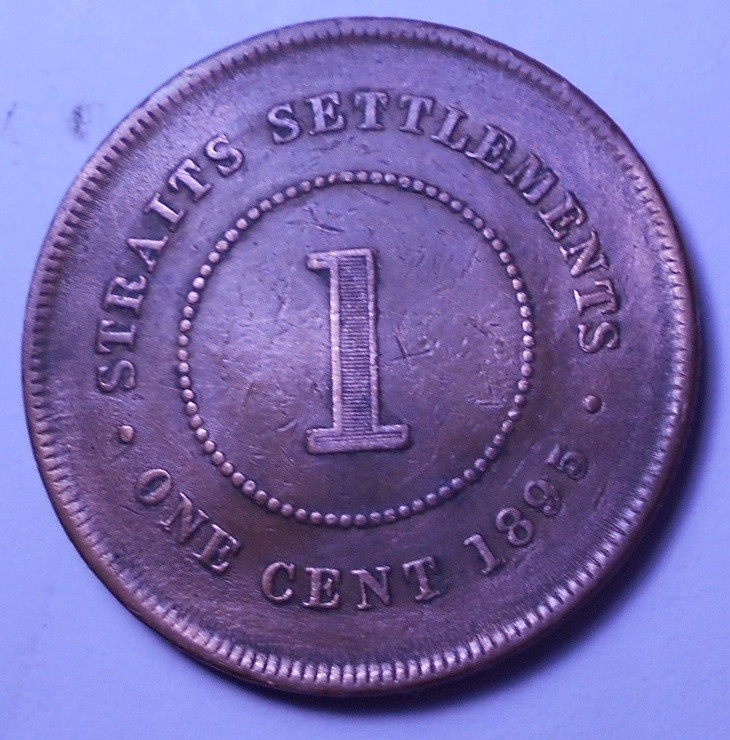 STRAITS SETTLEMENTS
1
· ONE CENT 1895 ·